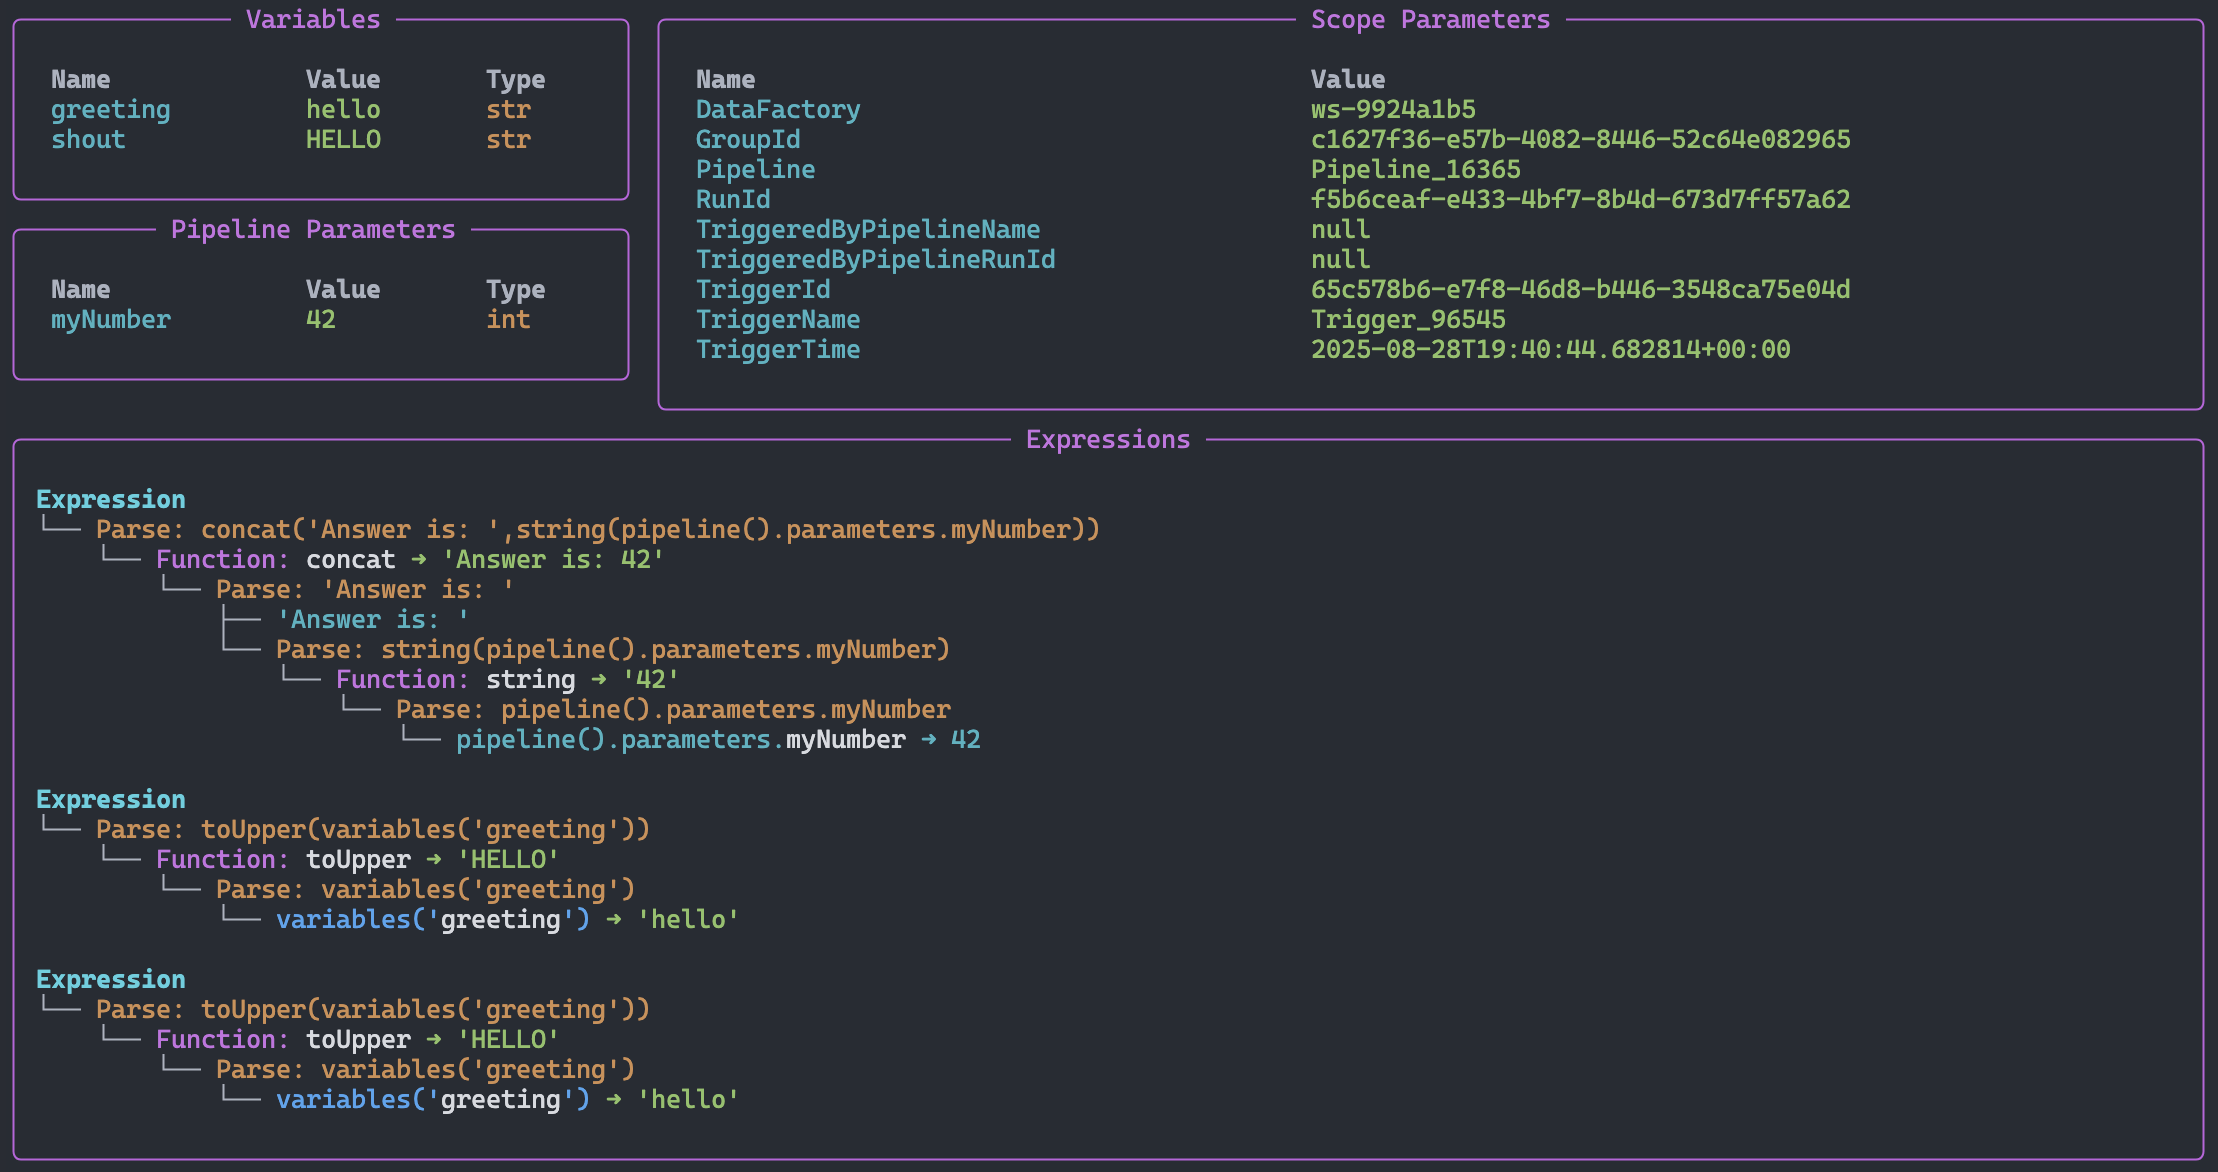 Variables
Name Value Type
greeting hello str
shout HELLO str
Pipeline Parameters
Name Value Type
myNumber 42 int
Scope Parameters
Name Value
DataFactory ws-9924a1b5
GroupId c1627f36-e57b-4082-8446-52c64e082965
Pipeline Pipeline_16365
RunId f5b6ceaf-e433-4bf7-8b4d-673d7ff57a62
TriggeredByPipelineName null
TriggeredByPipelineRunId null
TriggerId 65c578b6-e7f8-46d8-b446-3548ca75e04d
TriggerName Trigger_96545
TriggerTime 2025-08-28T19:40:44.682814+00:00
Expressions
Expression
Parse: concat('Answer is: ',string(pipeline().parameters.myNumber))
Function: concat ➜ 'Answer is: 42'
Parse: 'Answer is: '
'Answer is: '
Parse: string(pipeline().parameters.myNumber)
Function: string ➜ '42'
Parse: pipeline().parameters.myNumber
pipeline().parameters.myNumber ➜ 42
Expression
Parse: toUpper(variables('greeting'))
Function: toUpper ➜ 'HELLO'
Parse: variables('greeting')
variables('greeting') ➜ 'hello'
Expression
Parse: toUpper(variables('greeting'))
Function: toUpper ➜ 'HELLO'
Parse: variables('greeting')
variables('greeting') ➜ 'hello'